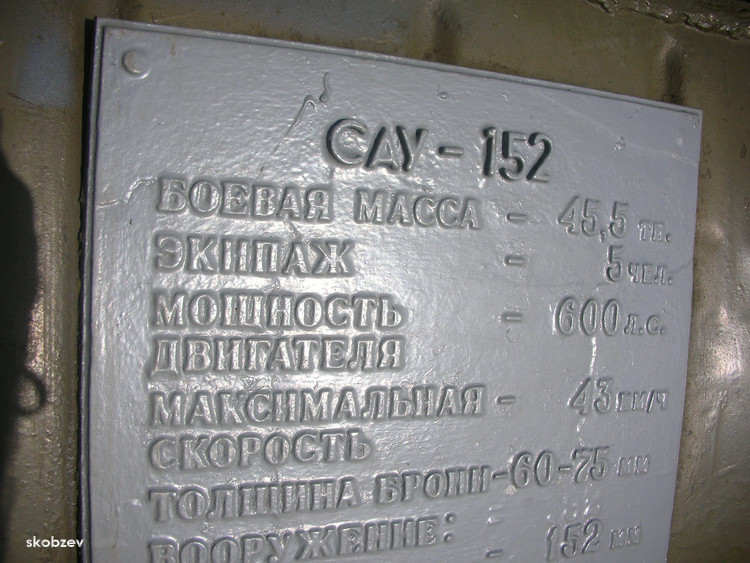 САУ - 152
БОЕВАЯ МАССА - 45,5 тн.
ЭКИПАЖ - 5 чел.
МОЩНОСТЬ - 600 л.с.
ДВИГАТЕЛЯ
МАКСИМАЛЬНАЯ - 43 км/ч
СКОРОСТЬ
ТОЛЩИНА БРОНИ - 60-75 мм
ВООРУЖЕНИЕ:
- 152 мм
skobzev